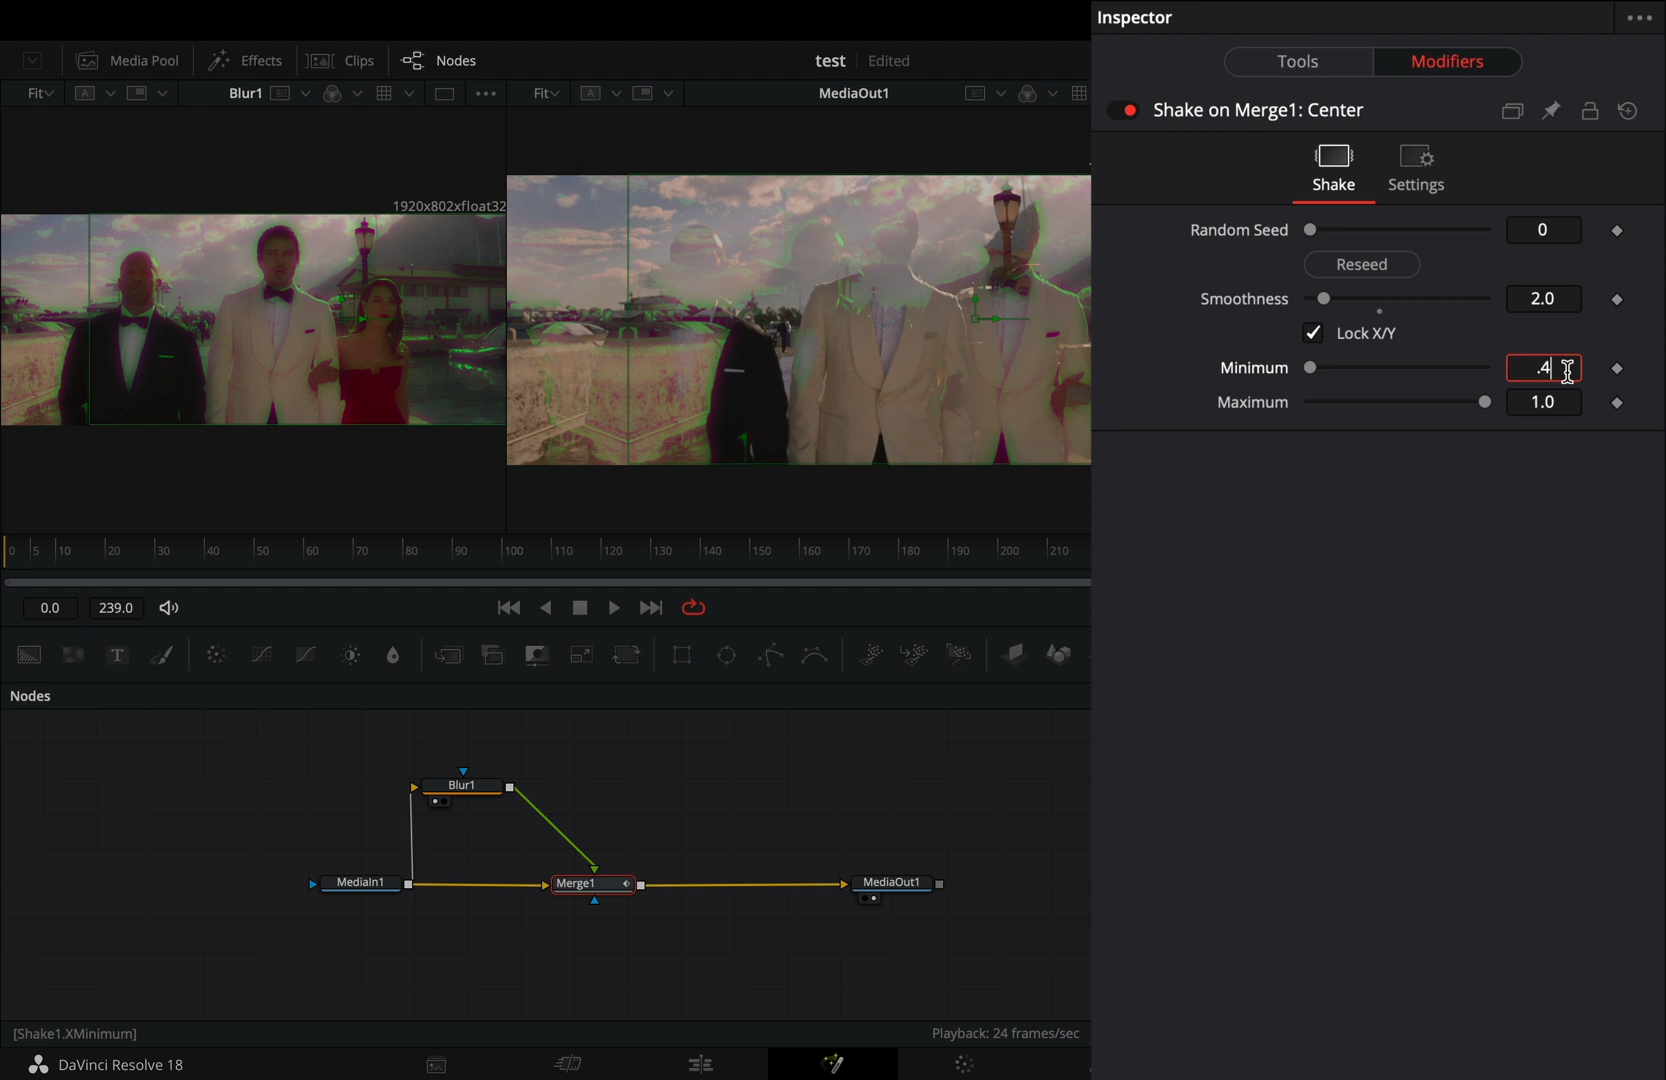 Inspector
Media Pool
Effects
Clips
Nodes
test
Edited
Tools
Modifiers
Fit
A
Blur1
Fit
A
MediaOut1
Shake on Merge1: Center
Shake
Settings
1920x802xfloat32
Random Seed
0
Reseed
Smoothness
2.0
Lock X/Y
Minimum
.4
Maximum
1.0
0 5 10 20 30 40 50 60 70 80 90 100 110 120 130 140 150 160 170 180 190 200 210
0.0
239.0
T
Nodes
Blur1
MediaIn1
Merge1
MediaOut1
[Shake1.XMinimum]
Playback: 24 frames/sec
DaVinci Resolve 18